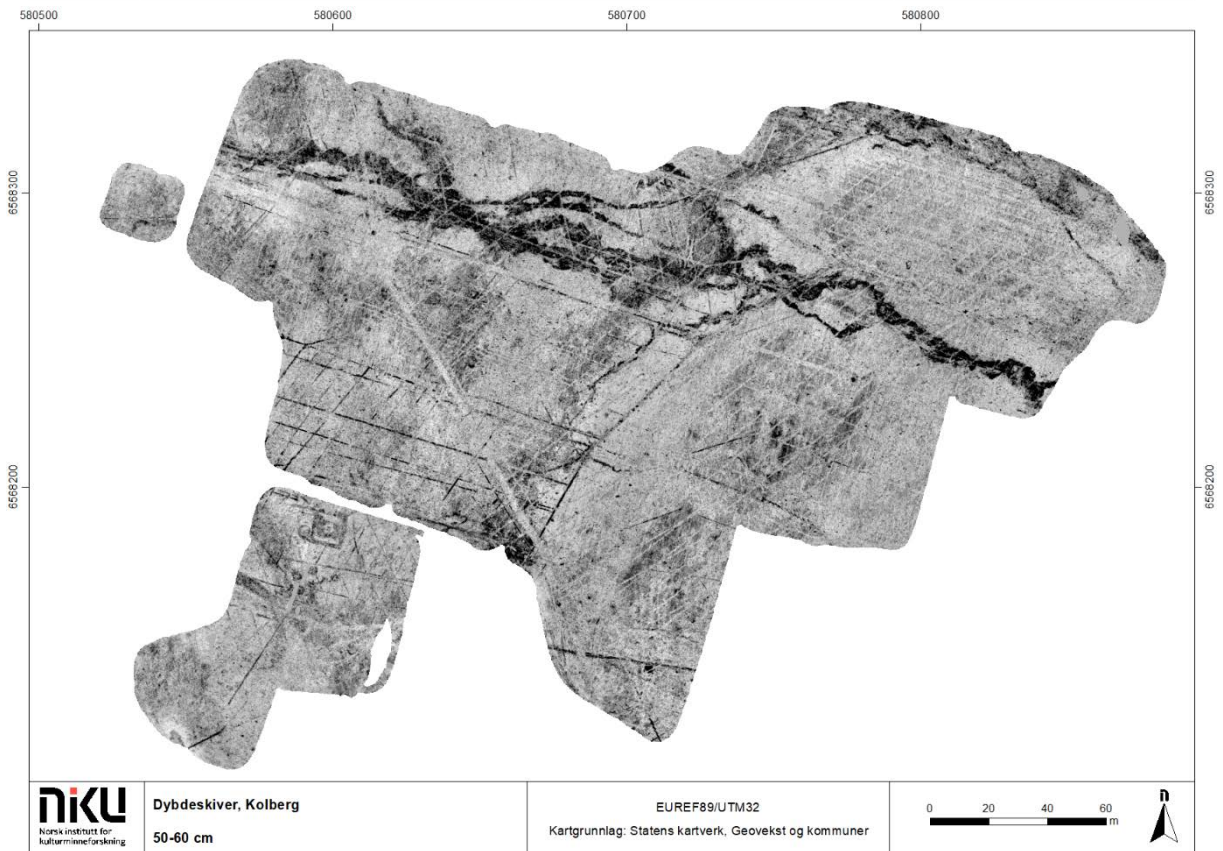 580500 580600 580700 580800
6568300 6568300
6568200 6568200
niku
Norsk institutt for
kulturminneforskning
Dybdeskiver, Kolberg
50-60 cm
EUREF89/UTM32
Kartgrunnlag: Statens kartverk, Geovekst og kommuner
0 20 40 60
m
n